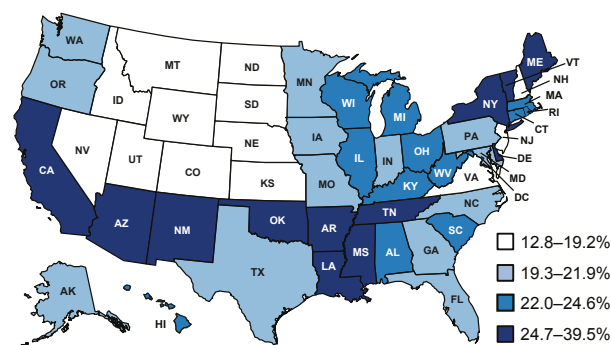 WA
MT
ND
MN
ME
VT
NH
MA
RI
CT
NJ
DE
MD
DC
OR
ID
WY
SD
WI
MI
NY
PA
NV
UT
CO
NE
KS
IA
MO
IL
IN
OH
WV
VA
KY
NC
TN
SC
CA
AZ
NM
OK
AR
TX
LA
MS
AL
GA
FL
AK
HI
12.8–19.2%
19.3–21.9%
22.0–24.6%
24.7–39.5%